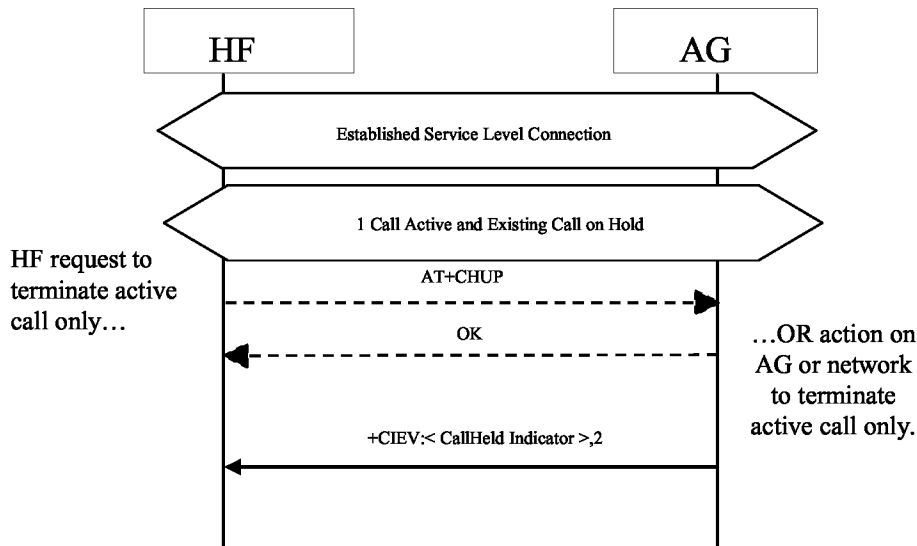 HF
AG
Established Service Level Connection
1 Call Active and Existing Call on Hold
HF request to
terminate active
call only…
AT+CHUP
OK
…OR action on
AG or network
to terminate
active call only.
+CIEV:< CallHeld Indicator >,2